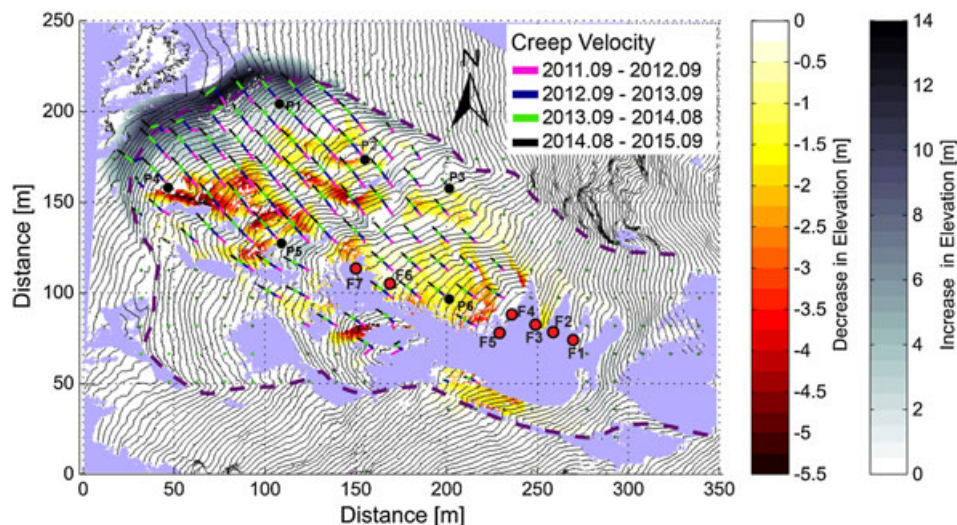 Creep Velocity
2011.09 - 2012.09
2012.09 - 2013.09
2013.09 - 2014.08
2014.08 - 2015.09
N
P1
P2
P3
P4
P5
P6
F7
F6
F5
F4
F3
F2
F1
250
200
150
100
50
0
Distance [m]
0 50 100 150 200 250 300 350
Distance [m]
0
-0.5
-1
-1.5
-2
-2.5
-3
-3.5
-4
-4.5
-5
-5.5
Decrease in Elevation [m]
14
12
10
8
6
4
2
0
Increase in Elevation [m]